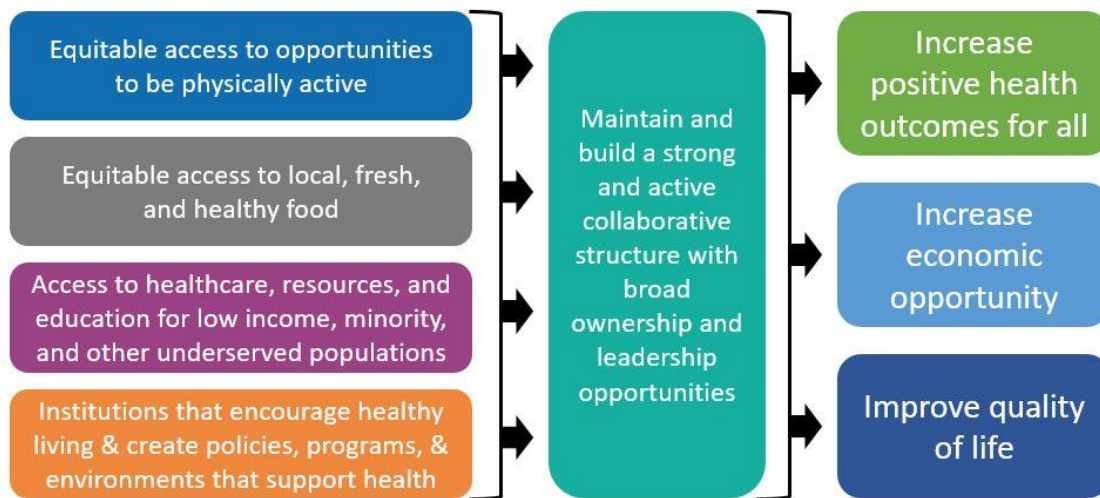 Equitable access to opportunities
to be physically active
Equitable access to local, fresh,
and healthy food
Access to healthcare, resources, and
education for low income, minority,
and other underserved populations
Institutions that encourage healthy
living & create policies, programs, &
environments that support health
Maintain and
build a strong
and active
collaborative
structure with
broad
ownership and
leadership
opportunities
Increase
positive health
outcomes for all
Increase
economic
opportunity
Improve quality
of life